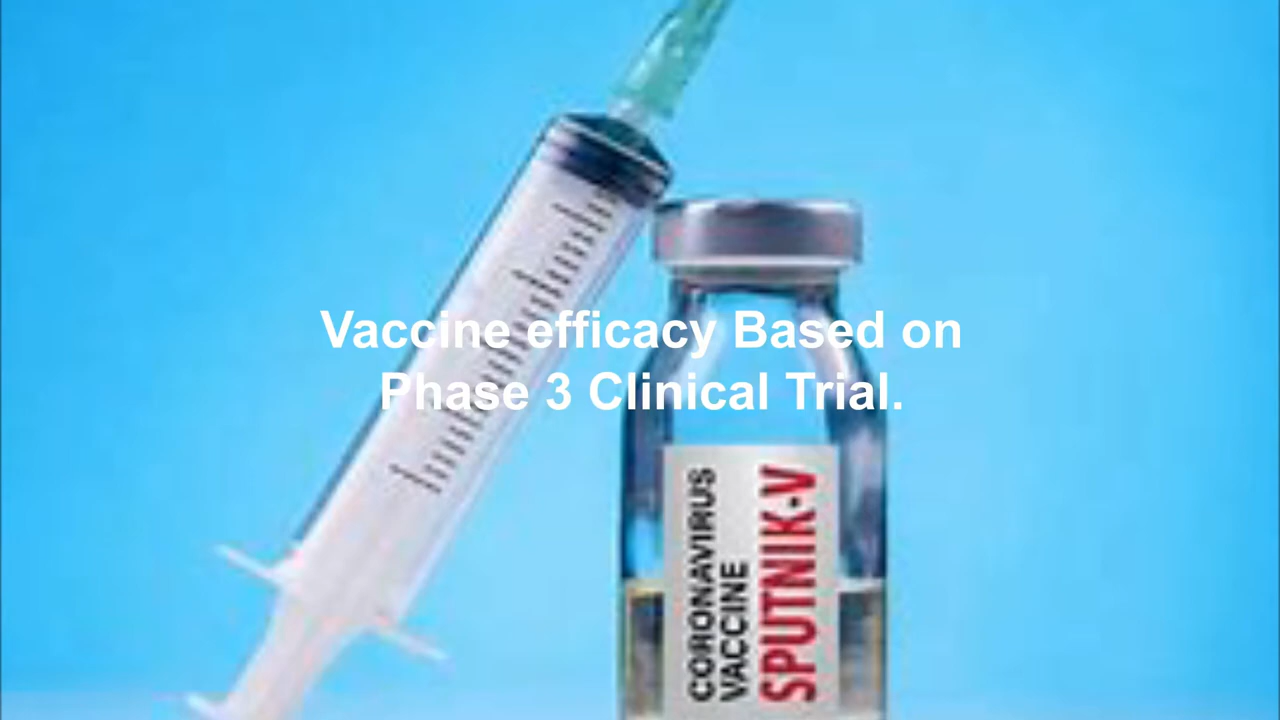 Vaccine efficacy Based on
Phase 3 Clinical Trial.
CORONAVIRUS
VACCINE
SPUTNIK-V